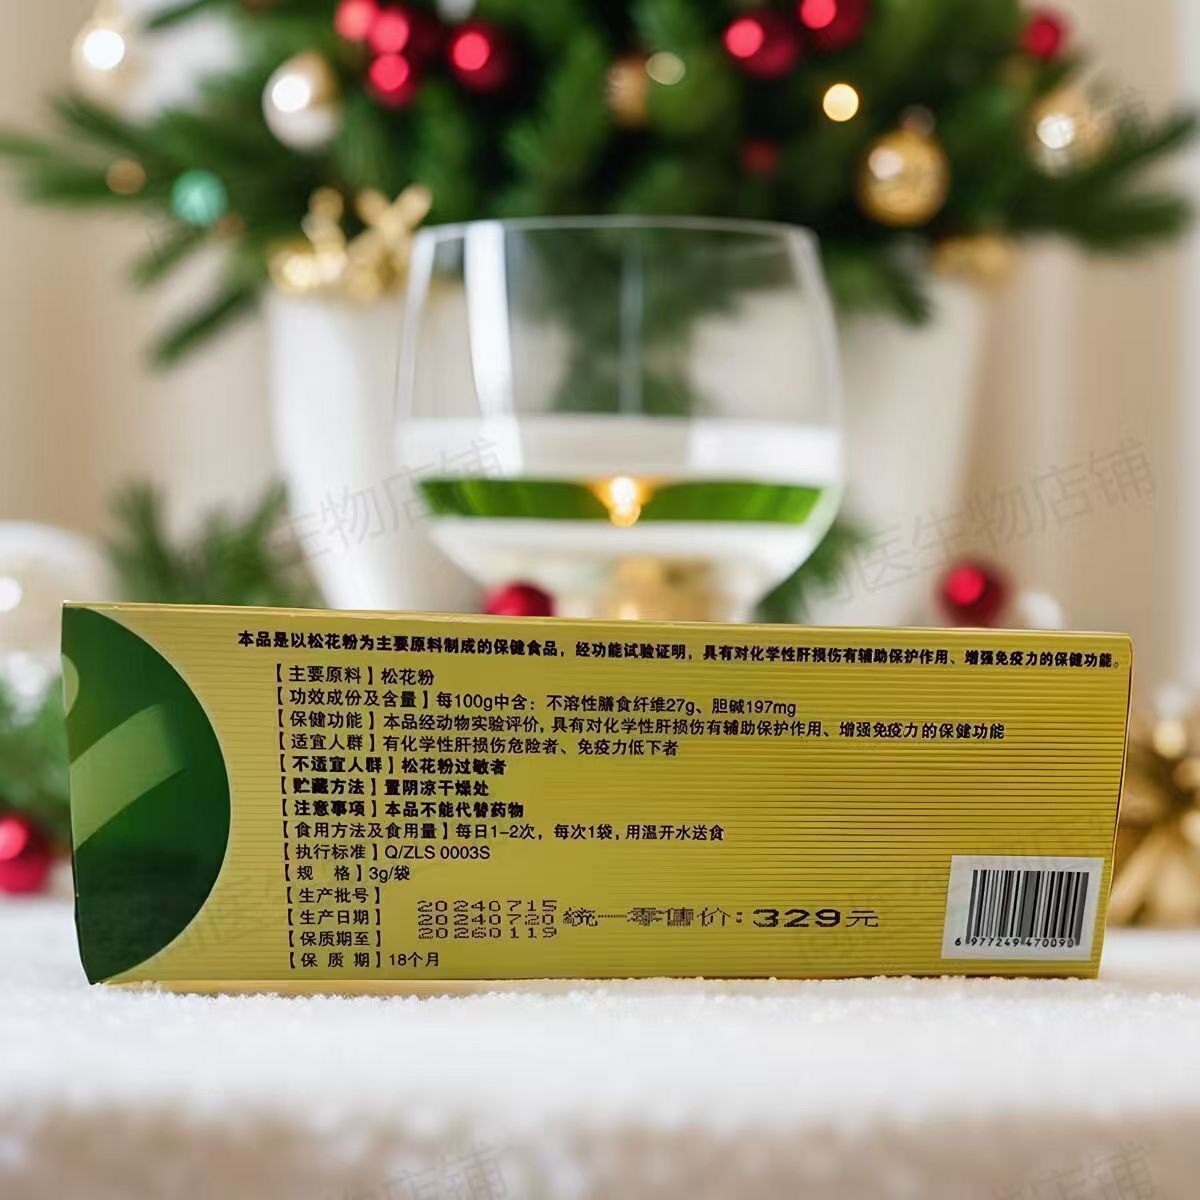 本品是以松花粉为主要原料制成的保健食品，经功能试验证明，具有对化学性肝损伤有辅助保护作用、增强免疫力的保健功能。
【主要原料】松花粉
【功效成份及含量】每100g中含：不溶性膳食纤维27g、胆碱197mg
【保健功能】本品经动物实验评价，具有对化学性肝损伤有辅助保护作用、增强免疫力的保健功能
【适宜人群】有化学性肝损伤危险者、免疫力低下者
【不适宜人群】松花粉过敏者
【贮藏方法】置阴凉干燥处
【注意事项】本品不能代替药物
【食用方法及食用量】每日1-2次，每次1袋，用温开水送食
【执行标准】Q/ZLS 0003S
【规 格】3g/袋
【生产批号】20240715
【生产日期】20240720 统一零售价：329元
【保质期至】20260119
【保 质 期】18个月
6 977249 470090
生物店铺
医生物店铺